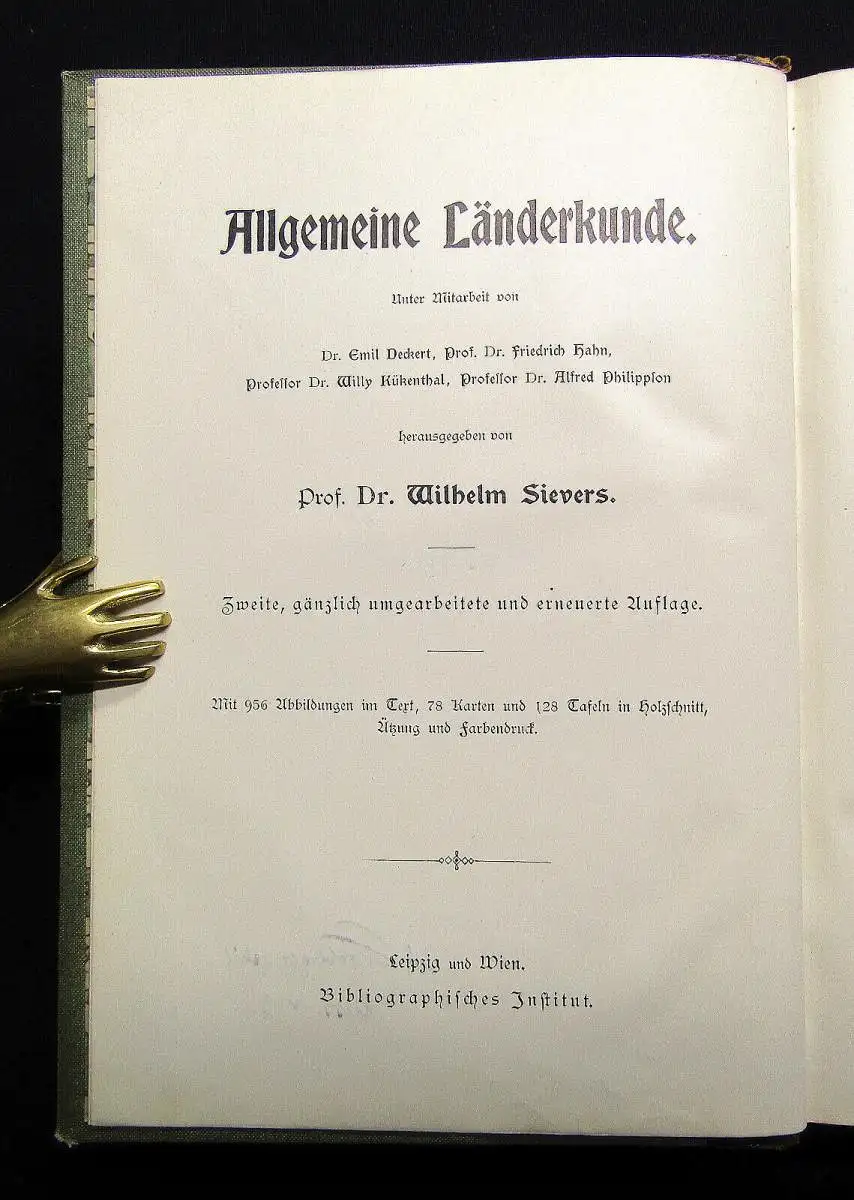 Allgemeine Länderkunde.
Unter Mitarbeit von
Dr. Emil Deckert, Prof. Dr. Friedrich Hahn,
Professor Dr. Willy Kükenthal, Professor Dr. Alfred Philippson
herausgegeben von
Prof. Dr. Wilhelm Sievers.
Zweite, gänzlich umgearbeitete und erneuerte Auflage.
Mit 956 Abbildungen im Text, 78 Karten und 128 Tafeln in Holzschnitt,
Ätzung und Farbendruck.
Leipzig und Wien.
Bibliographisches Institut.